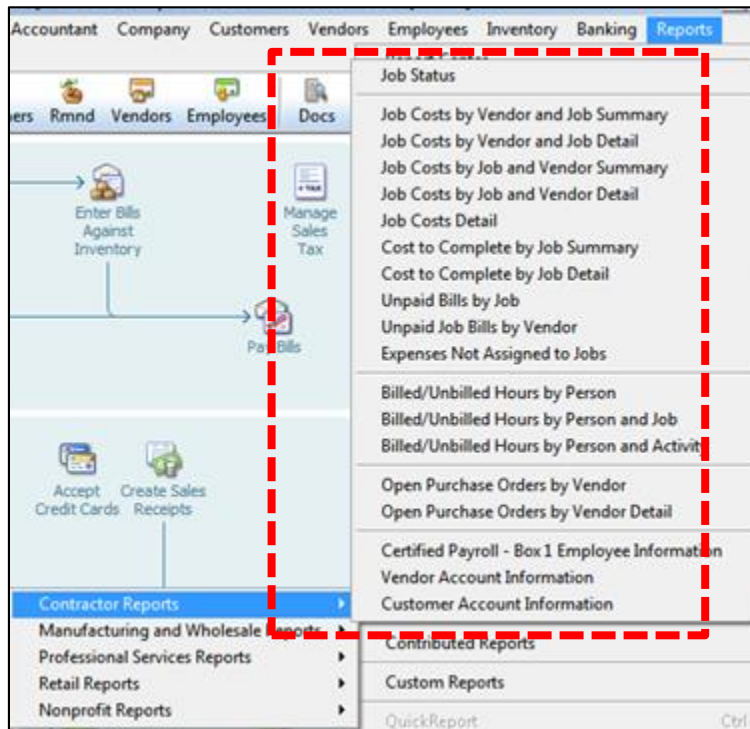 Accountant Company Customers Vendors Employees Inventory Banking Reports
Job Status
ers Rmnd Vendors Employees Docs
Job Costs by Vendor and Job Summary
Job Costs by Vendor and Job Detail
Job Costs by Job and Vendor Summary
Job Costs by Job and Vendor Detail
Job Costs Detail
Cost to Complete by Job Summary
Cost to Complete by Job Detail
Unpaid Bills by Job
Unpaid Job Bills by Vendor
Expenses Not Assigned to Jobs
Enter Bills
Against
Inventory
Manage
Sales
Tax
+ TAX
Pay Bills
Billed/Unbilled Hours by Person
Billed/Unbilled Hours by Person and Job
Billed/Unbilled Hours by Person and Activity
Accept
Credit Cards
Create Sales
Receipts
Open Purchase Orders by Vendor
Open Purchase Orders by Vendor Detail
Certified Payroll - Box 1 Employee Information
Vendor Account Information
Customer Account Information
Contractor Reports
Manufacturing and Wholesale Reports
Professional Services Reports
Retail Reports
Nonprofit Reports
Contributed Reports
Custom Reports
QuickReport Ctrl